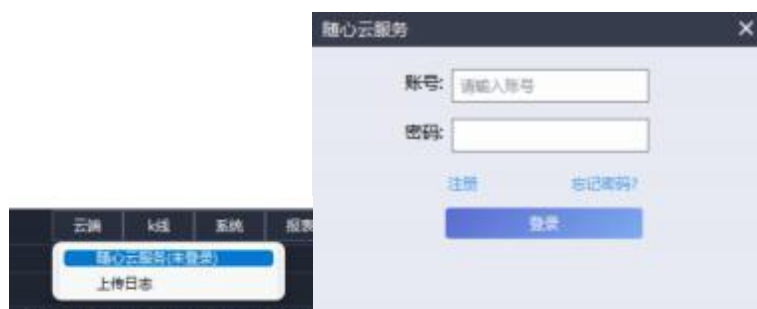 云端 k线 系统 报表
随心云服务(未登录)
上传日志
随心云服务
账号: 请输入账号
密码:
注册 忘记密码?
登录